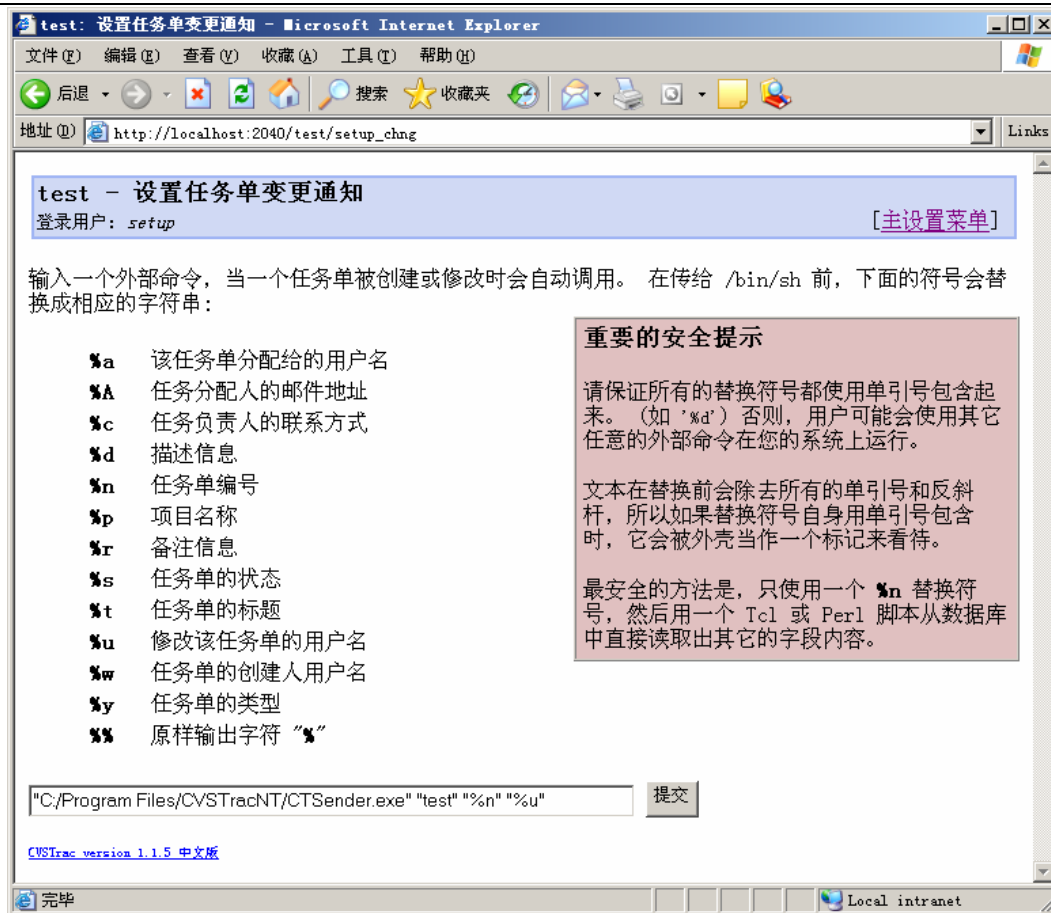 test: 设置任务单变更通知 - Microsoft Internet Explorer
文件(F) 编辑(E) 查看(V) 收藏(A) 工具(T) 帮助(H)
后退 搜索 收藏夹
地址(D) http://localhost:2040/test/setup_chng Links
test - 设置任务单变更通知
登录用户: setup [主设置菜单]
输入一个外部命令, 当一个任务单被创建或修改时会自动调用。 在传给 /bin/sh 前, 下面的符号会替
换成相应的字符串:
%a 该任务单分配给的用户名
%A 任务分配人的邮件地址
%c 任务负责人的联系方式
%d 描述信息
%n 任务单编号
%p 项目名称
%r 备注信息
%s 任务单的状态
%t 任务单的标题
%u 修改该任务单的用户名
%w 任务单的创建人用户名
%y 任务单的类型
%% 原样输出字符 "%"
重要的安全提示
请保证所有的替换符号都使用单引号包含起
来。 (如 '%d') 否则, 用户可能会使用其它
任意的外部命令在您的系统上运行。
文本在替换前会除去所有的单引号和反斜
杆, 所以如果替换符号自身用单引号包含
时, 它会被外壳当作一个标记来看待。
最安全的方法是, 只使用一个 %n 替换符
号, 然后用一个 Tcl 或 Perl 脚本从数据库
中直接读取出其它的字段内容。
"C:/Program Files/CVSTracNT/CTSender.exe" "test" "%n" "%u" 提交
CVSTrac version 1.1.5 中文版
完毕 Local intranet